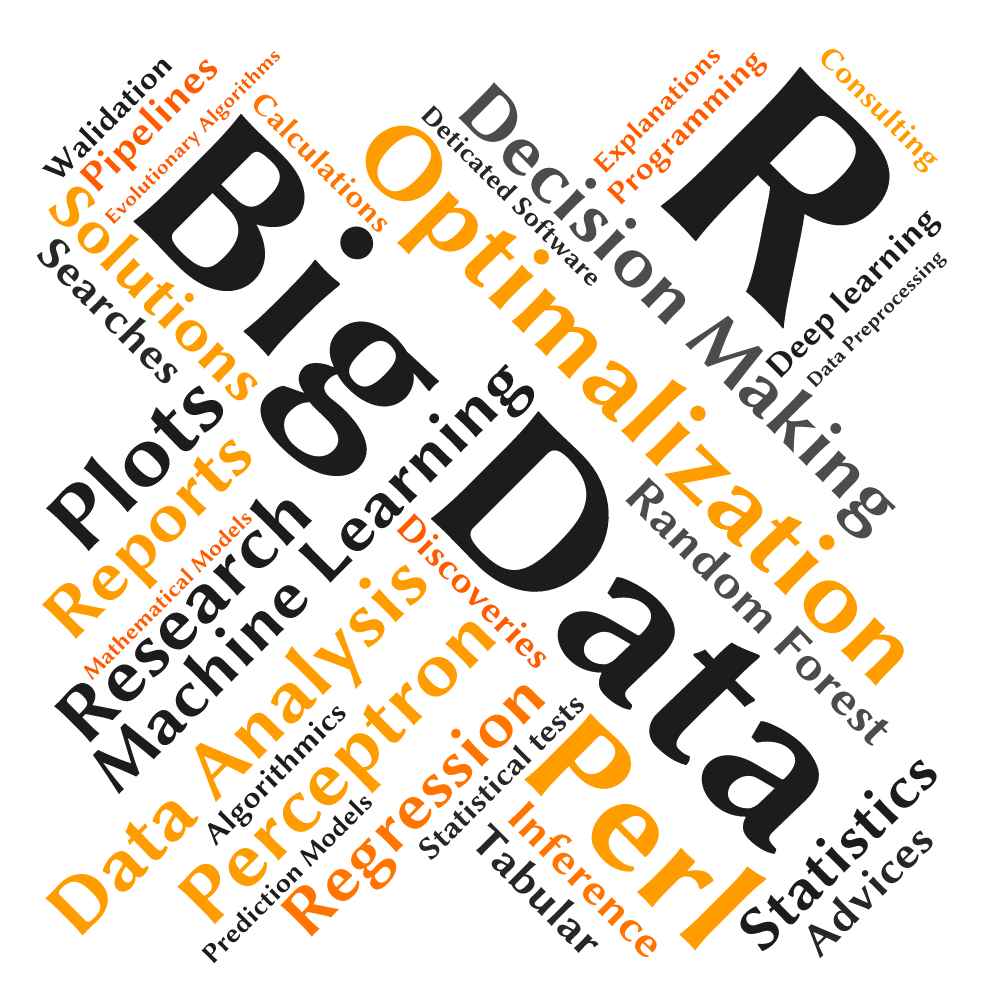 Walidation
Pipelines
Evolutionary Algorithms
Calculations
Solutions
Searches
Big Data
Optimalization
Deticated Software
Decision Making
Explanations
Programming
R
Consulting
Deep learning
Data Preprocessing
Plots
Reports
Mathematical Models
Research
Machine Learning
Discoveries
Random Forest
Data Analysis
Algorithmics
Perceptron
Prediction Models
Regression
Statistical tests
Perl
Inference
Tabular
Statistics
Advices